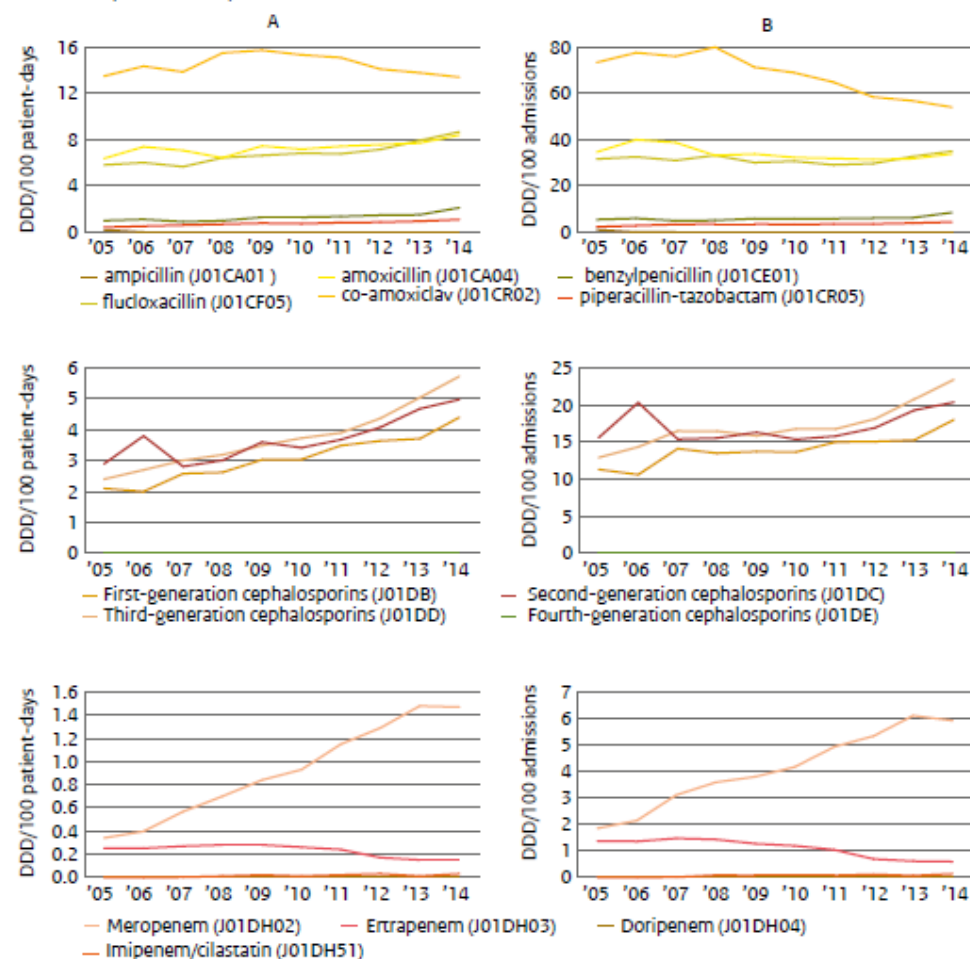 A
B
DDD/100 patient-days
16
12
8
4
0
'05 '06 '07 '08 '09 '10 '11 '12 '13 '14
DDD/100 admissions
80
60
40
20
0
'05 '06 '07 '08 '09 '10 '11 '12 '13 '14
ampicillin (J01CA01 ) amoxicillin (J01CA04) benzylpenicillin (J01CE01)
flucloxacillin (J01CF05) co-amoxiclav (J01CR02) piperacillin-tazobactam (J01CR05)
DDD/100 patient-days
6
5
4
3
2
1
0
'05 '06 '07 '08 '09 '10 '11 '12 '13 '14
DDD/100 admissions
25
20
15
10
5
0
'05 '06 '07 '08 '09 '10 '11 '12 '13 '14
First-generation cephalosporins (J01DB) Second-generation cephalosporins (J01DC)
Third-generation cephalosporins (J01DD) Fourth-generation cephalosporins (J01DE)
DDD/100 patient-days
1.6
1.4
1.2
1.0
0.8
0.6
0.4
0.2
0.0
'05 '06 '07 '08 '09 '10 '11 '12 '13 '14
DDD/100 admissions
7
6
5
4
3
2
1
0
'05 '06 '07 '08 '09 '10 '11 '12 '13 '14
Meropenem (J01DH02) Ertrapenem (J01DH03) Doripenem (J01DH04)
Imipenem/cilastatin (J01DH51)